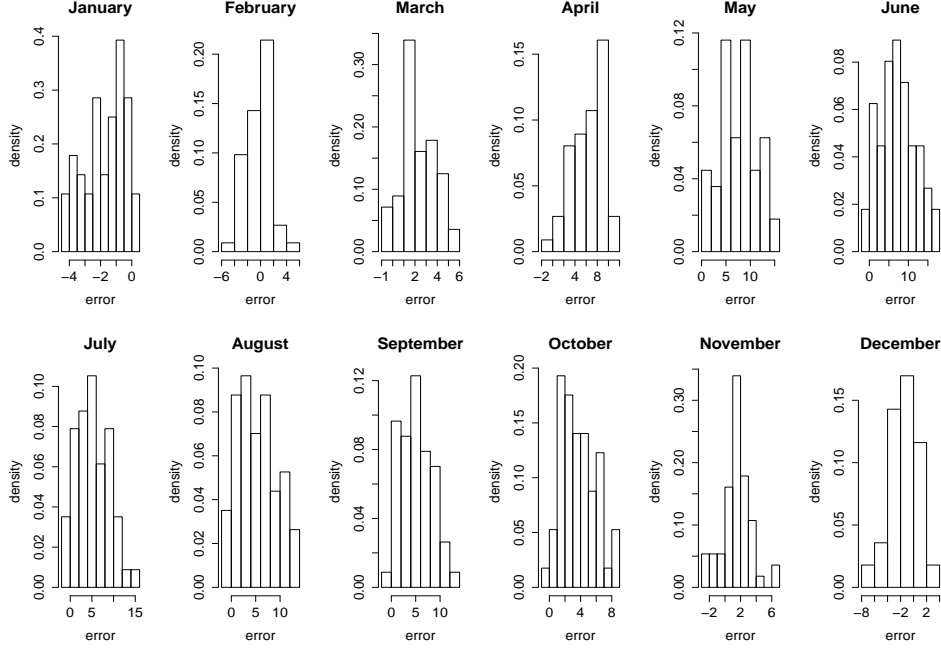 January
density
0.0 0.1 0.2 0.3 0.4
−4 −2 0
error
February
density
0.00 0.05 0.10 0.15 0.20
−6 0 4
error
March
density
0.00 0.10 0.20 0.30
−1 2 4 6
error
April
density
0.00 0.05 0.10 0.15
−2 4 8
error
May
density
0.00 0.04 0.08 0.12
0 5 10
error
June
density
0.00 0.02 0.04 0.06 0.08
0 10
error
July
density
0.00 0.02 0.04 0.06 0.08 0.10
0 5 15
error
August
density
0.00 0.02 0.04 0.06 0.08 0.10
0 10
error
September
density
0.00 0.04 0.08 0.12
0 10
error
October
density
0.00 0.05 0.10 0.15 0.20
0 4 8
error
November
density
0.00 0.10 0.20 0.30
−2 2 6
error
December
density
0.00 0.05 0.10 0.15
−8 −2 2
error